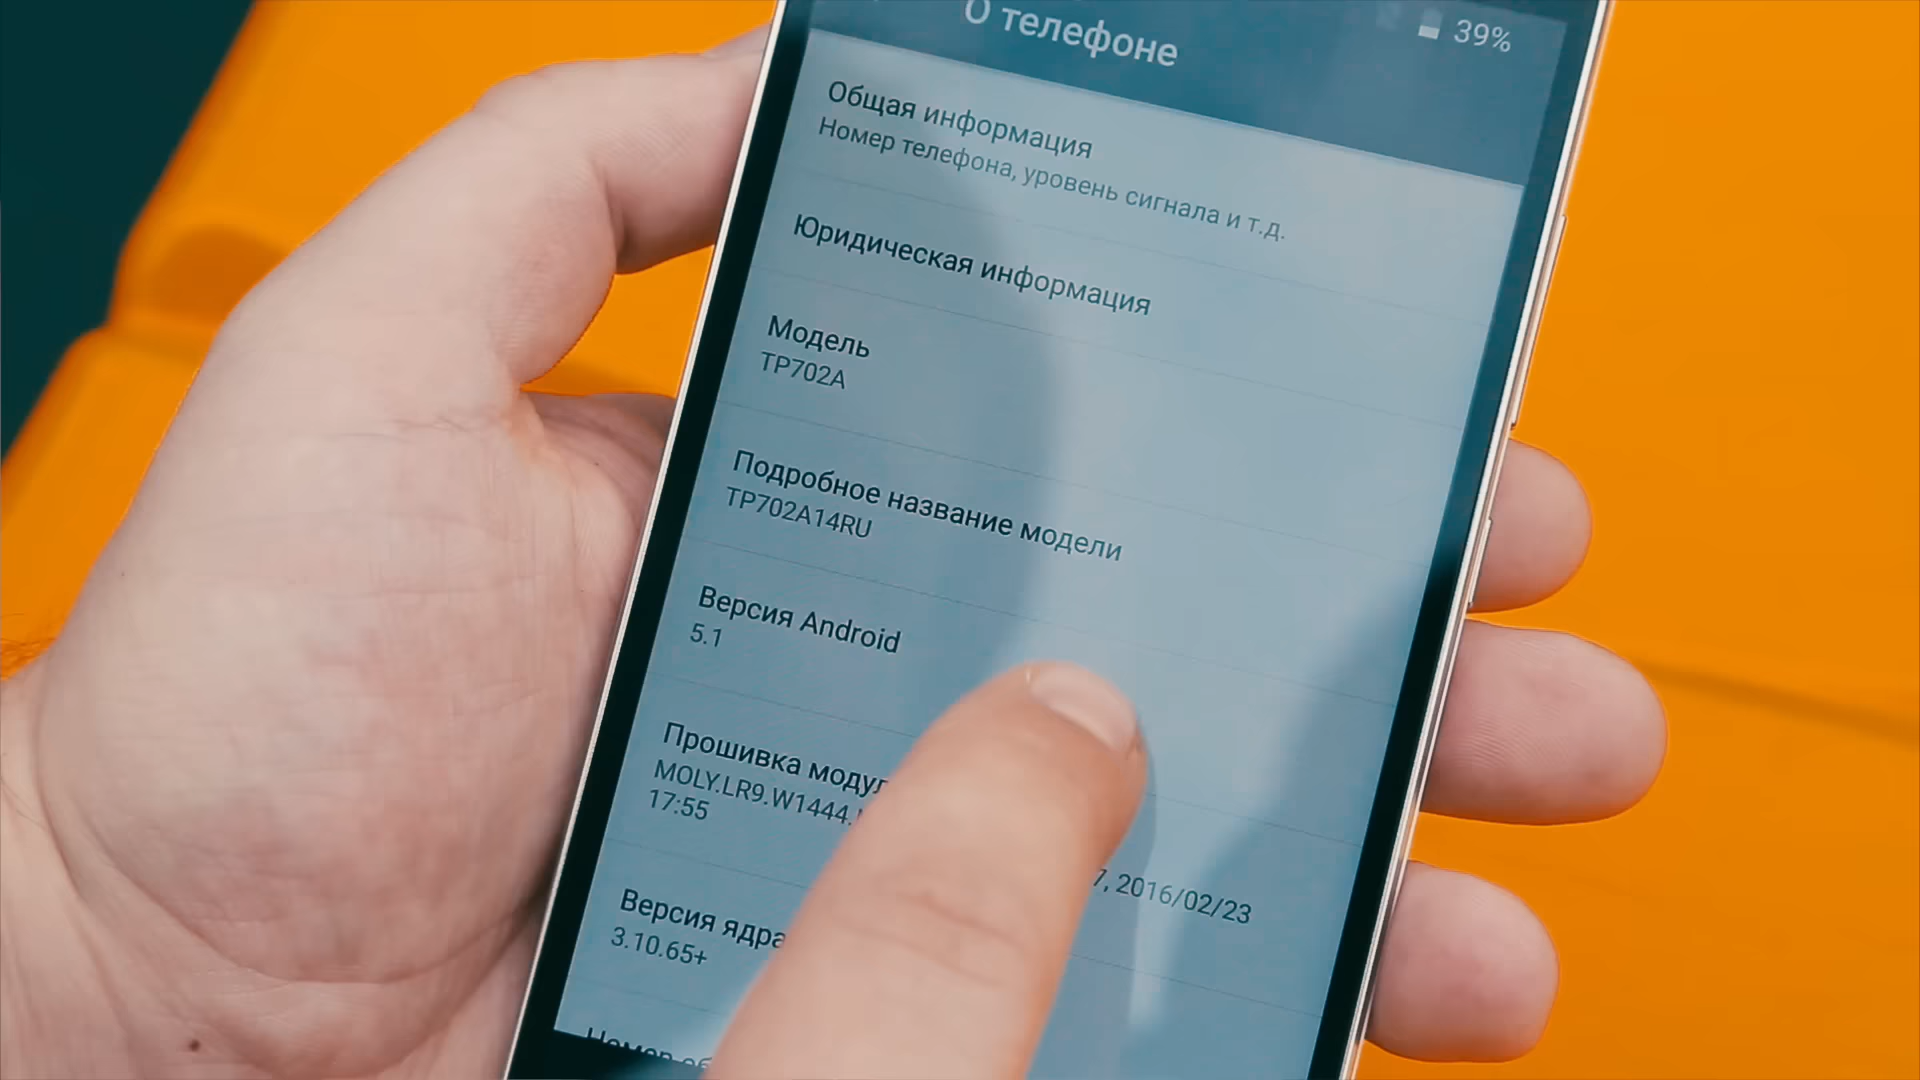 О телефоне
39%
Общая информация
Номер телефона, уровень сигнала и т.д.
Юридическая информация
Модель
TP702A
Подробное название модели
TP702A14RU
Версия Android
5.1
Прошивка
MOLY.LR9.W1444. 2016/02/23
17:55
Версия ядра
3.10.65+